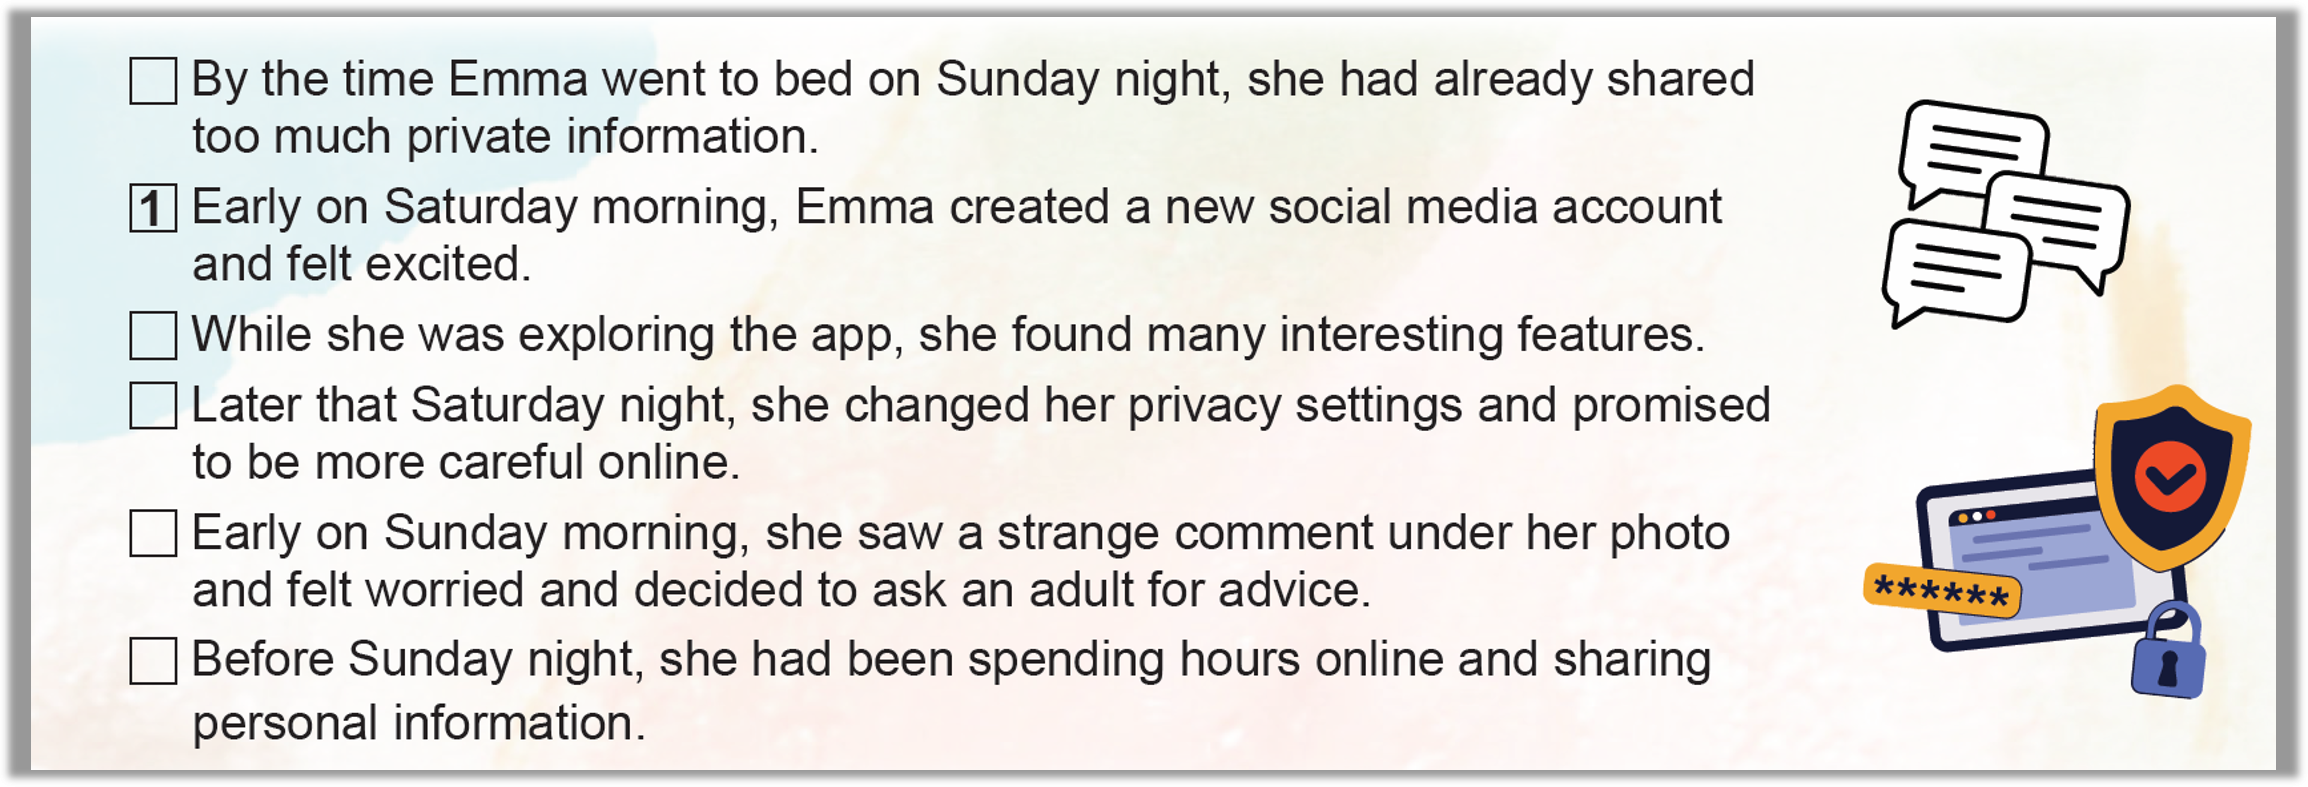 By the time Emma went to bed on Sunday night, she had already shared
too much private information.
1 Early on Saturday morning, Emma created a new social media account
and felt excited.
While she was exploring the app, she found many interesting features.
Later that Saturday night, she changed her privacy settings and promised
to be more careful online.
Early on Sunday morning, she saw a strange comment under her photo
and felt worried and decided to ask an adult for advice.
Before Sunday night, she had been spending hours online and sharing
personal information.
******